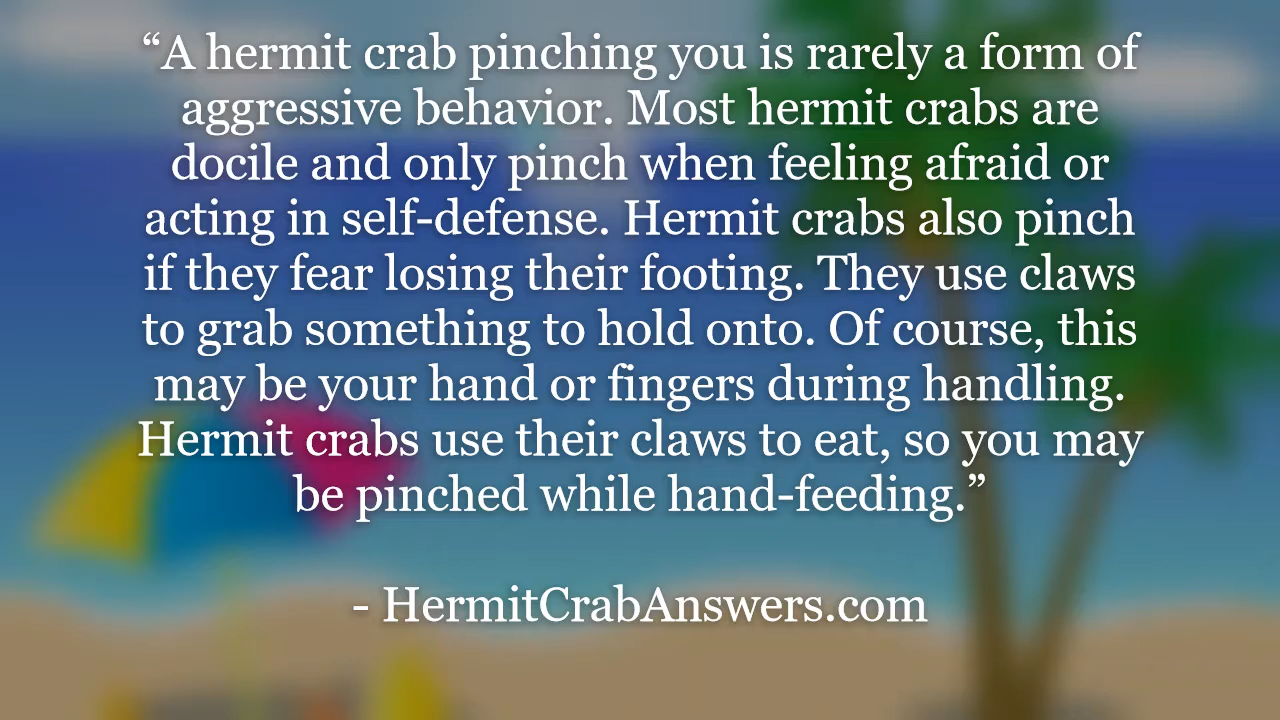 “A hermit crab pinching you is rarely a form of
aggressive behavior. Most hermit crabs are
docile and only pinch when feeling afraid or
acting in self-defense. Hermit crabs also pinch
if they fear losing their footing. They use claws
to grab something to hold onto. Of course, this
may be your hand or fingers during handling.
Hermit crabs use their claws to eat, so you may
be pinched while hand-feeding.”
- HermitCrabAnswers.com